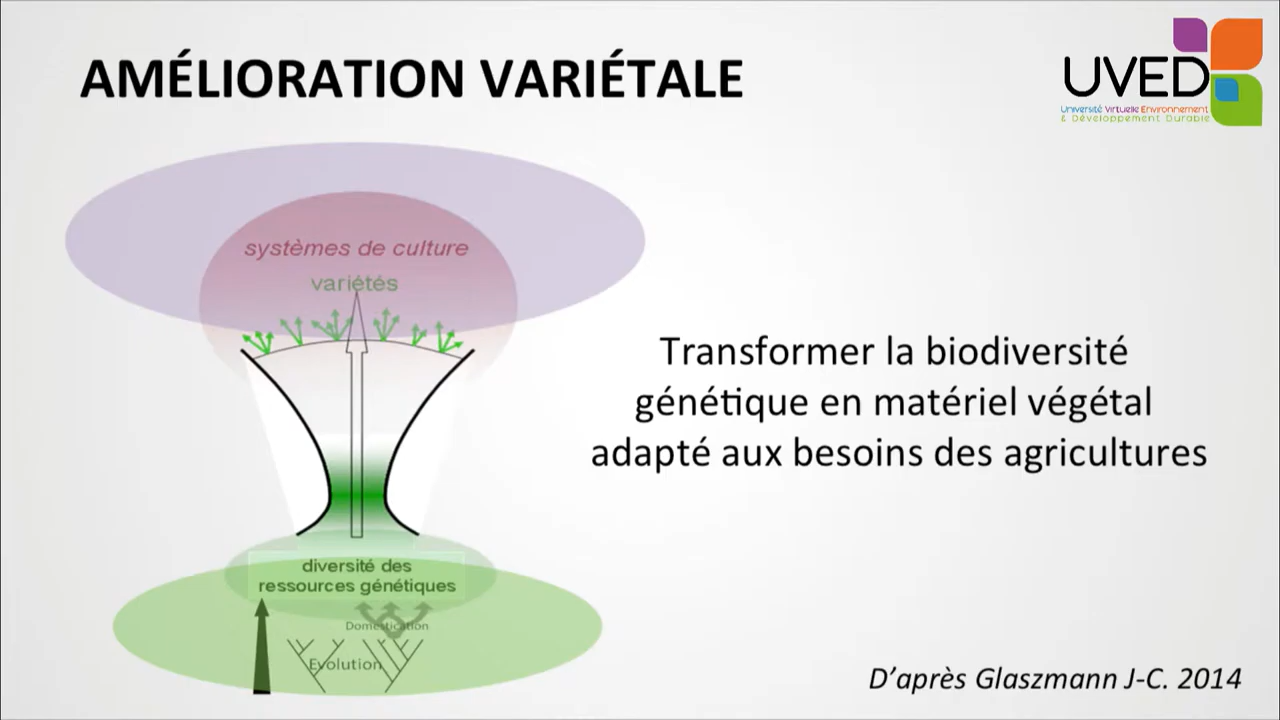 AMÉLIORATION VARIÉTALE
UVED
Université Virtuelle Environnement
& Développement Durable
systèmes de culture
variétés
Transformer la biodiversité
génétique en matériel végétal
adapté aux besoins des agricultures
diversité des
ressources génétiques
Domestication
Evolution
D'après Glaszmann J-C. 2014